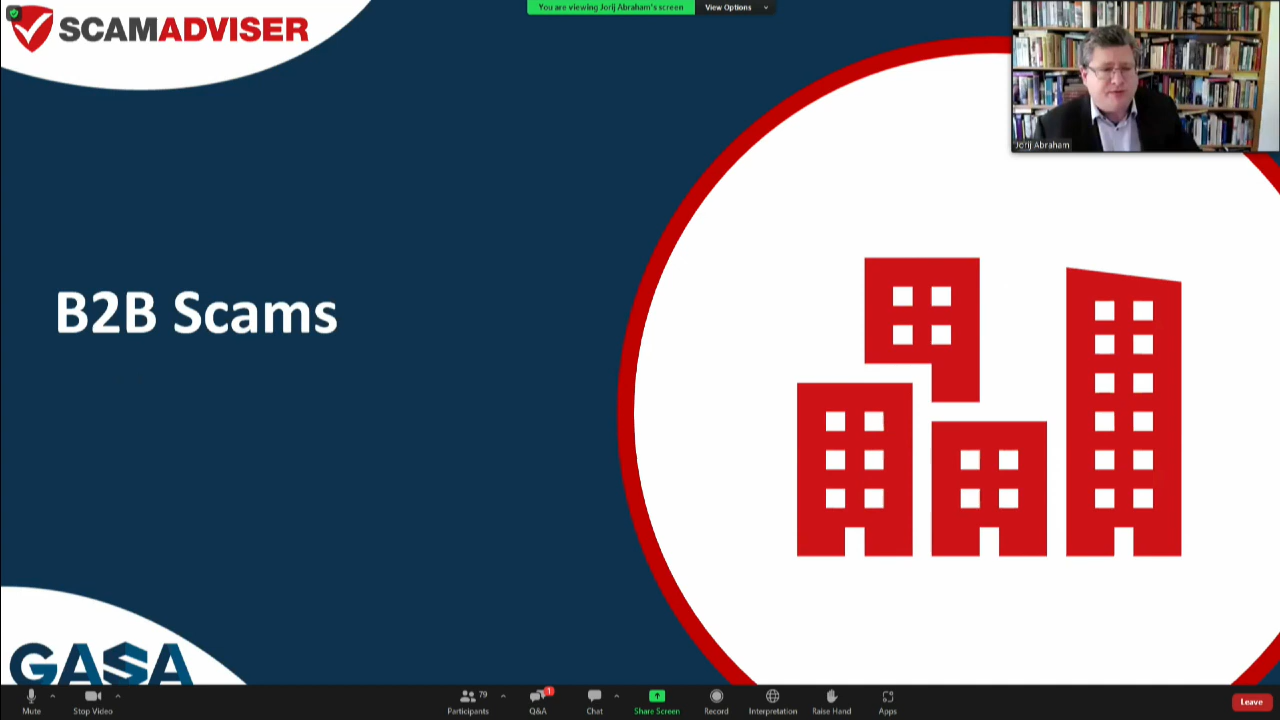 You are viewing Jorij Abraham's screen
View Options
SCAMADVISER
Jorij Abraham
B2B Scams
GASA
Mute
Stop Video
Participants
79
Q&A
1
Chat
Share Screen
Record
Interpretation
Raise Hand
Apps
Leave